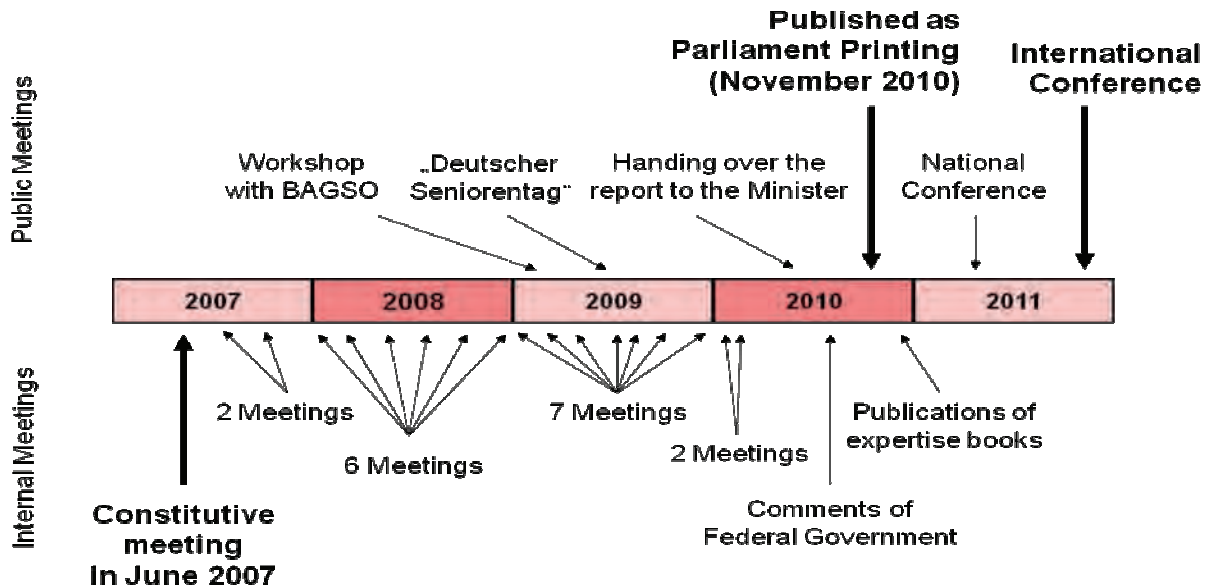 Published as
Parliament Printing
(November 2010)
International
Conference
Public Meetings
Workshop
with BAGSO
„Deutscher
Seniorentag“
Handing over the
report to the Minister
National
Conference
2007
2008
2009
2010
2011
Internal Meetings
2 Meetings
6 Meetings
7 Meetings
2 Meetings
Publications of
expertise books
Comments of
Federal Government
Constitutive
meeting
In June 2007